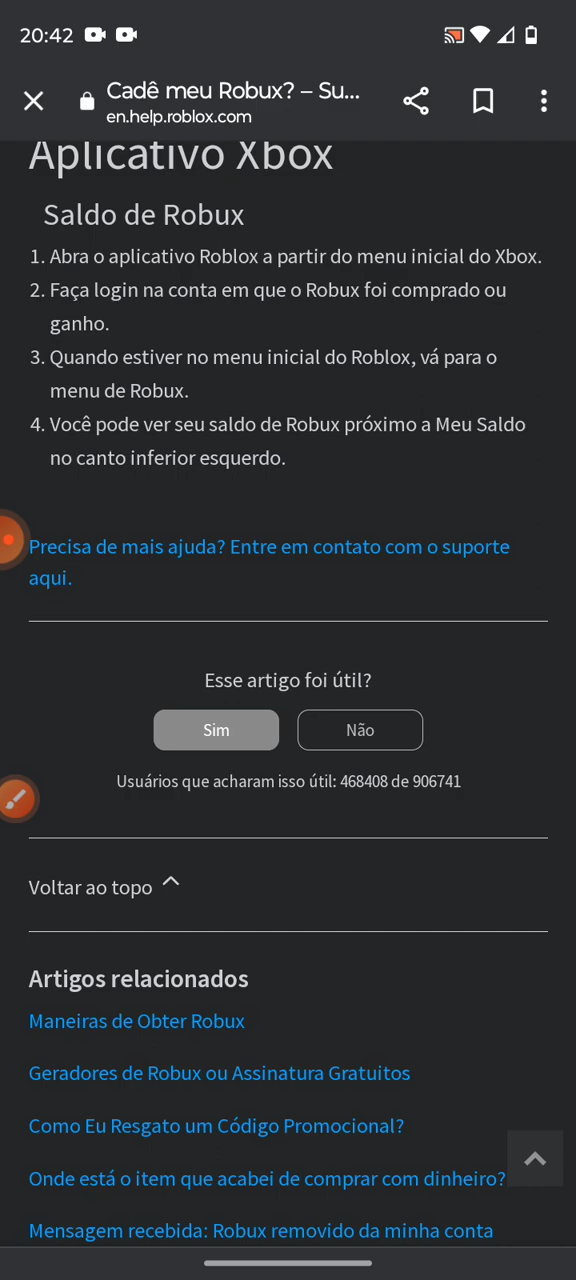 20:42
Cadê meu Robux? – Su...
en.help.roblox.com
Aplicativo Xbox
Saldo de Robux
1. Abra o aplicativo Roblox a partir do menu inicial do Xbox.
2. Faça login na conta em que o Robux foi comprado ou
ganho.
3. Quando estiver no menu inicial do Roblox, vá para o
menu de Robux.
4. Você pode ver seu saldo de Robux próximo a Meu Saldo
no canto inferior esquerdo.
Precisa de mais ajuda? Entre em contato com o suporte
aqui.
Esse artigo foi útil?
Sim
Não
Usuários que acharam isso útil: 468408 de 906741
Voltar ao topo
Artigos relacionados
Maneiras de Obter Robux
Geradores de Robux ou Assinatura Gratuitos
Como Eu Resgato um Código Promocional?
Onde está o item que acabei de comprar com dinheiro?
Mensagem recebida: Robux removido da minha conta